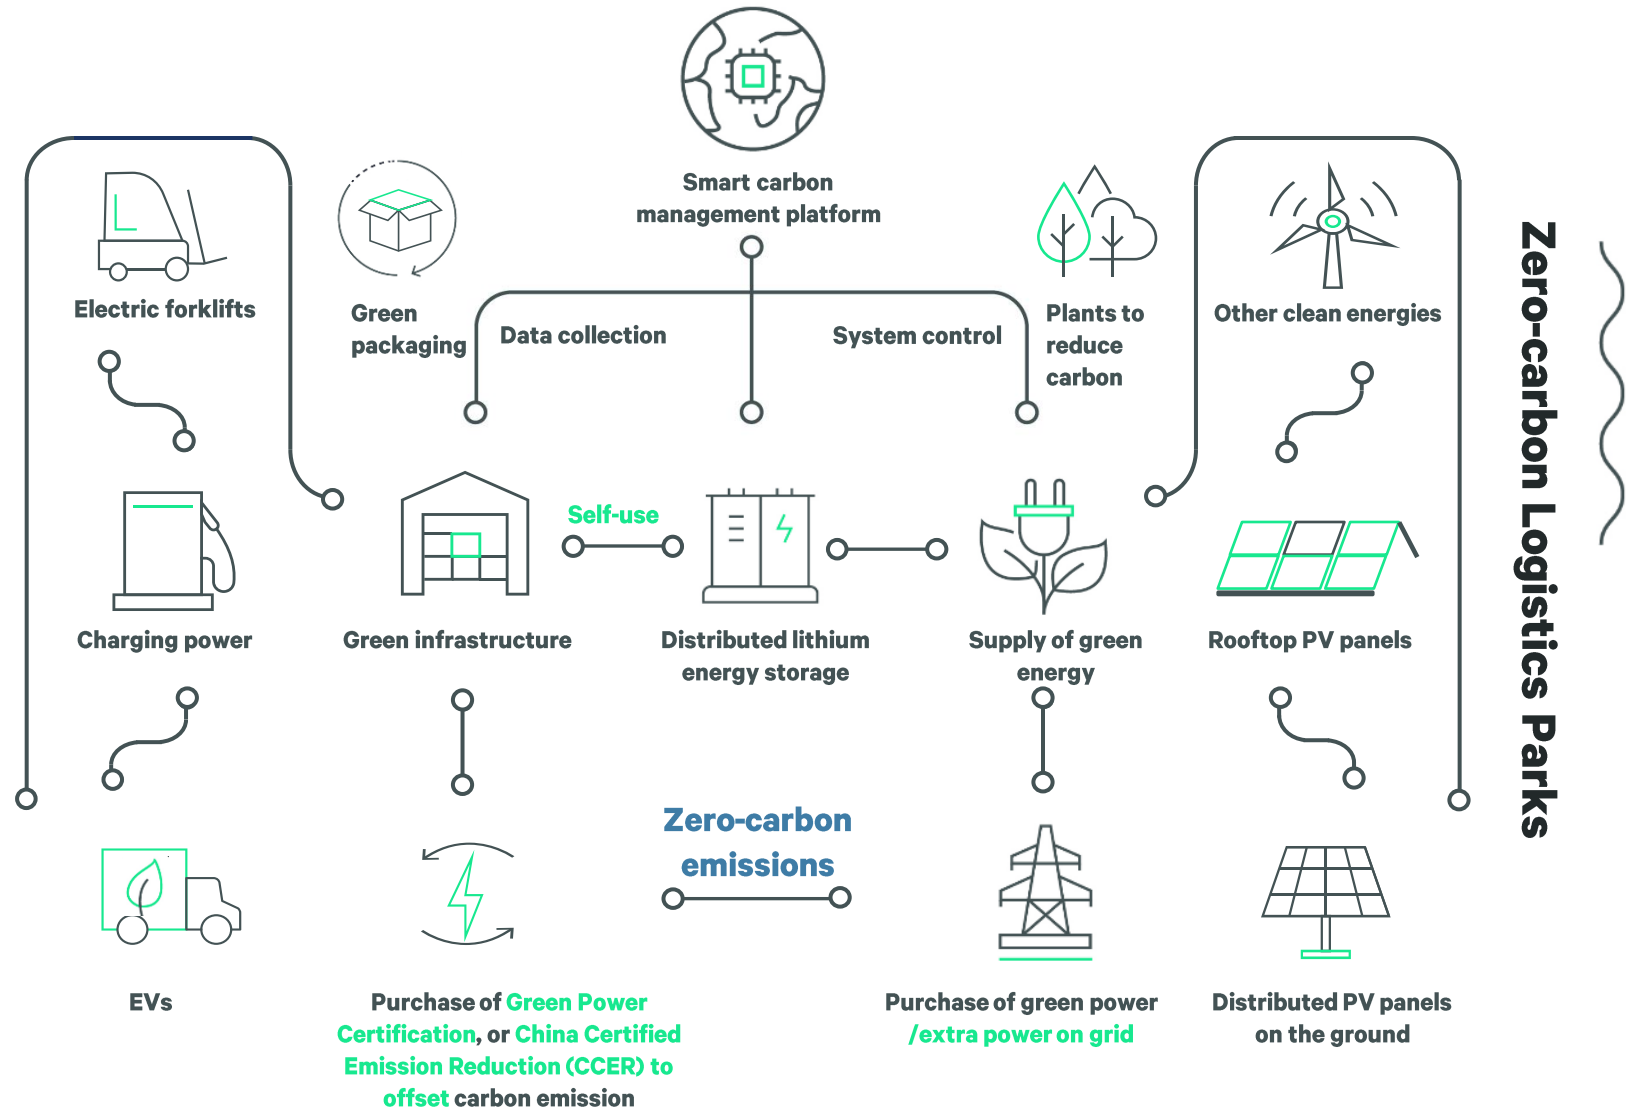 Smart carbon
management platform
Electric forklifts
Green
packaging
Data collection
System control
Plants to
reduce
carbon
Other clean energies
Zero-carbon Logistics Parks
Self-use
Charging power
Green infrastructure
Distributed lithium
energy storage
Supply of green
energy
Rooftop PV panels
Zero-carbon
emissions
EVs
Purchase of Green Power
Certification, or China Certified
Emission Reduction (CCER) to
offset carbon emission
Purchase of green power
/extra power on grid
Distributed PV panels
on the ground